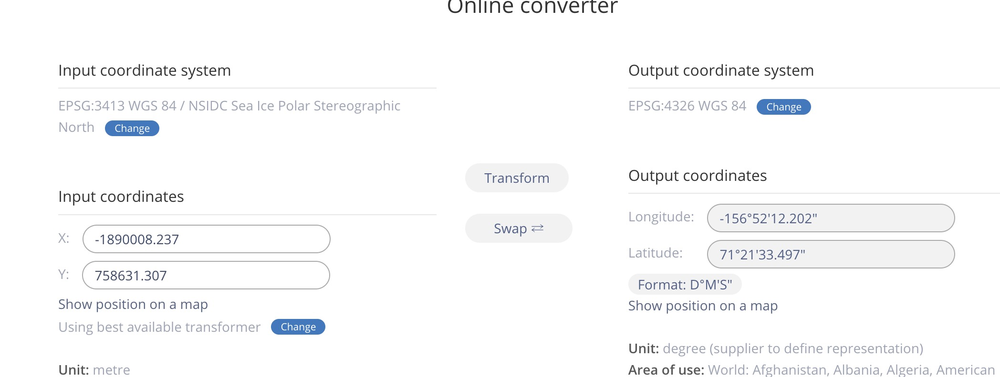 Online converter
Input coordinate system
EPSG:3413 WGS 84 / NSIDC Sea Ice Polar Stereographic
North Change
Input coordinates
X: -1890008.237
Y: 758631.307
Show position on a map
Using best available transformer Change
Unit: metre
Transform
Swap ⇄
Output coordinate system
EPSG:4326 WGS 84 Change
Output coordinates
Longitude: -156°52'12.202"
Latitude: 71°21'33.497"
Format: D°M'S"
Show position on a map
Unit: degree (supplier to define representation)
Area of use: World: Afghanistan, Albania, Algeria, American